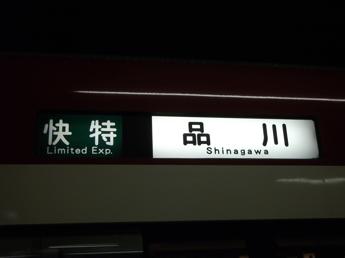 快特
Limited Exp.
品川
Shinagawa